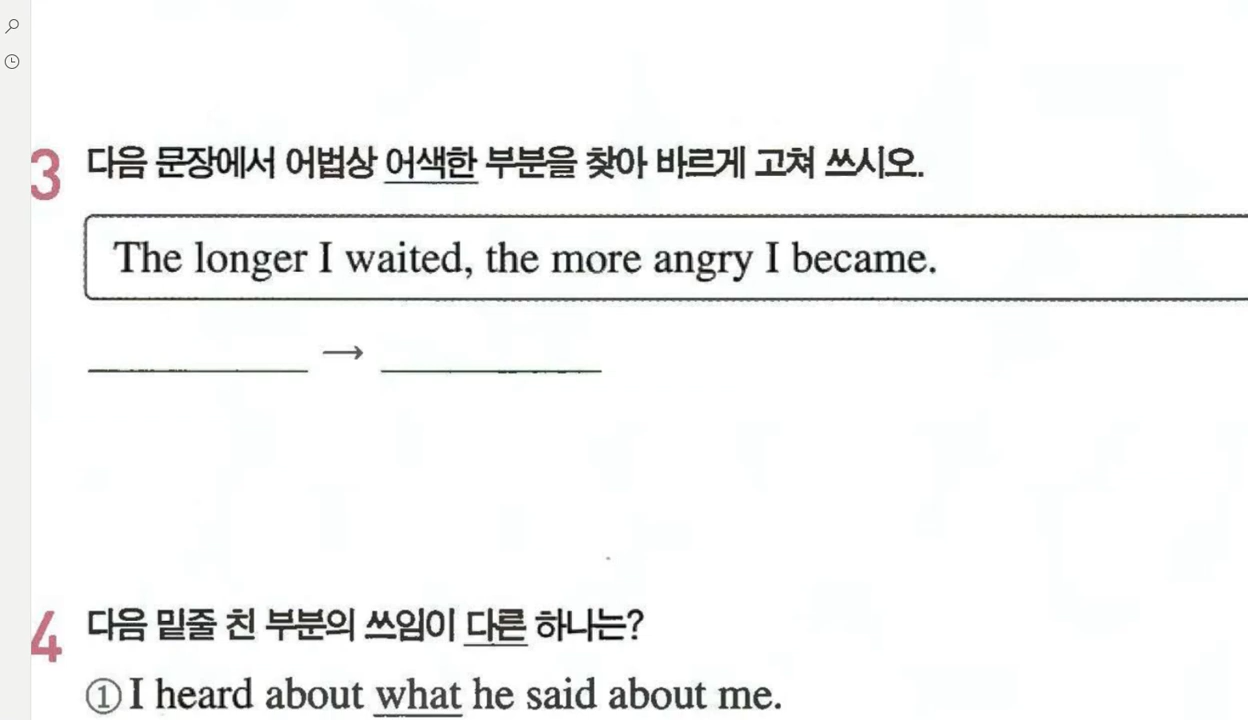 3 다음 문장에서 어법상 어색한 부분을 찾아 바르게 고쳐 쓰시오.
The longer I waited, the more angry I became.
→
4 다음 밑줄 친 부분의 쓰임이 다른 하나는?
① I heard about what he said about me.